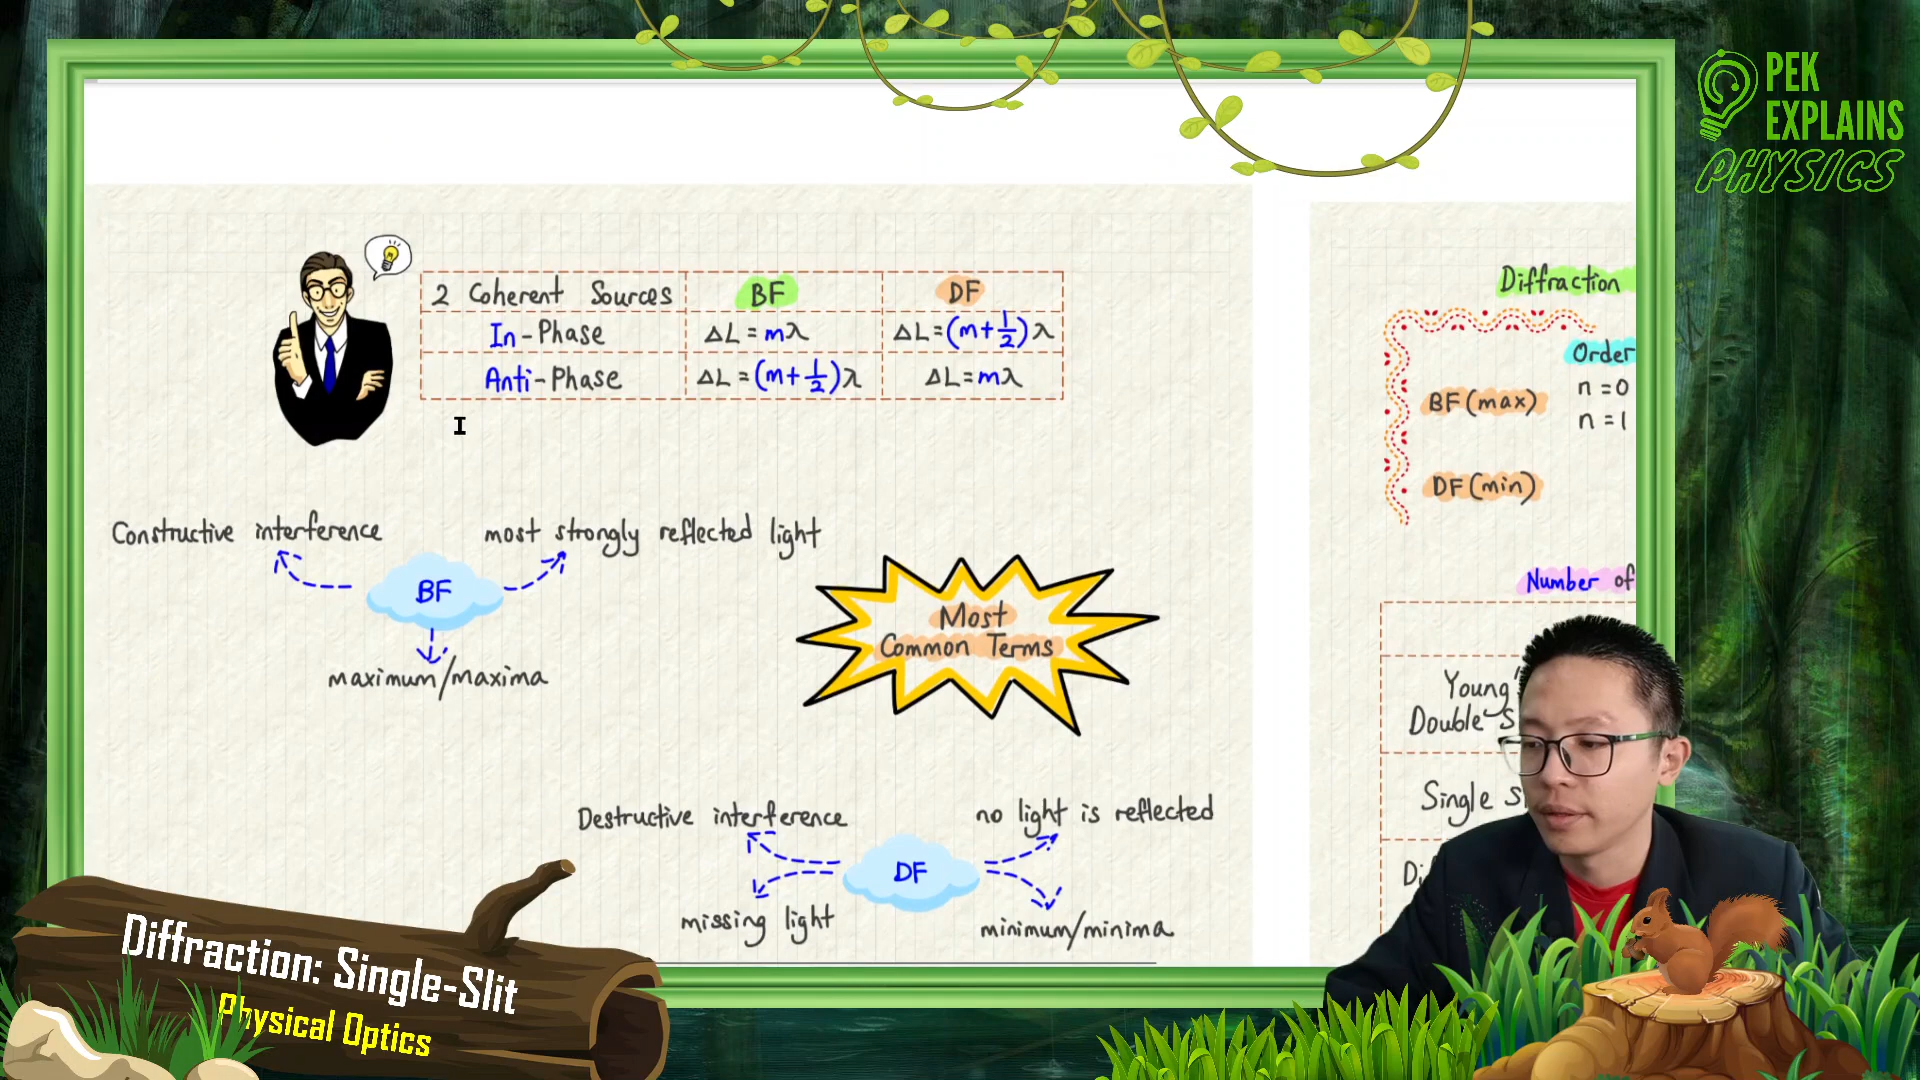 PEK
EXPLAINS
PHYSICS
2 Coherent Sources BF DF
In-Phase ΔL = mλ ΔL = (m+1/2)λ
Anti-Phase ΔL = (m+1/2)λ ΔL = mλ
Constructive interference
most strongly reflected light
BF
maximum/maxima
Most
Common Terms
Destructive interference
no light is reflected
DF
missing light
minimum/minima
Diffraction
Order
BF(max)
n = 0
n = 1
DF(min)
Number of
Young'
Double s
Single s
Di
Diffraction: Single-Slit
Physical Optics